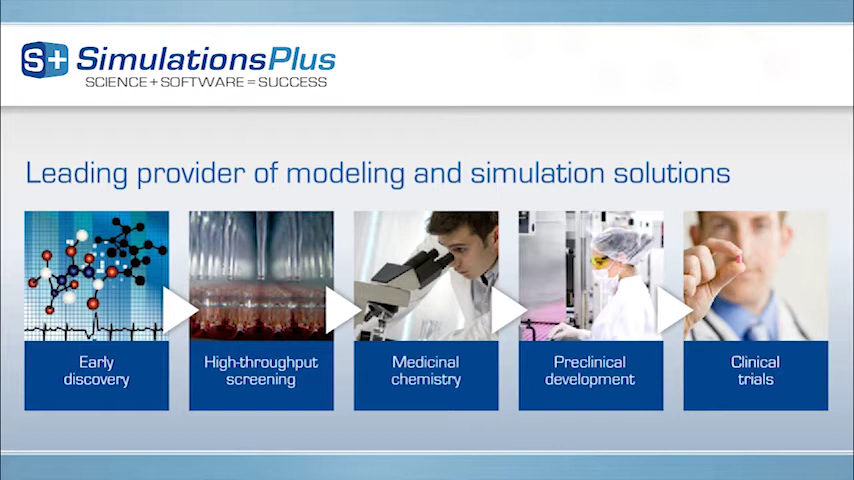 S+ SimulationsPlus
SCIENCE + SOFTWARE = SUCCESS
Leading provider of modeling and simulation solutions
Early
discovery
High-throughput
screening
Medicinal
chemistry
Preclinical
development
Clinical
trials